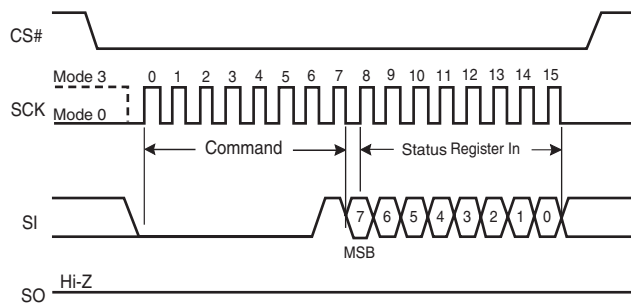 CS#
Mode 3
0 1 2 3 4 5 6 7 8 9 10 11 12 13 14 15
SCK
Mode 0
Command
Status Register In
SI
7 6 5 4 3 2 1 0
MSB
Hi-Z
SO